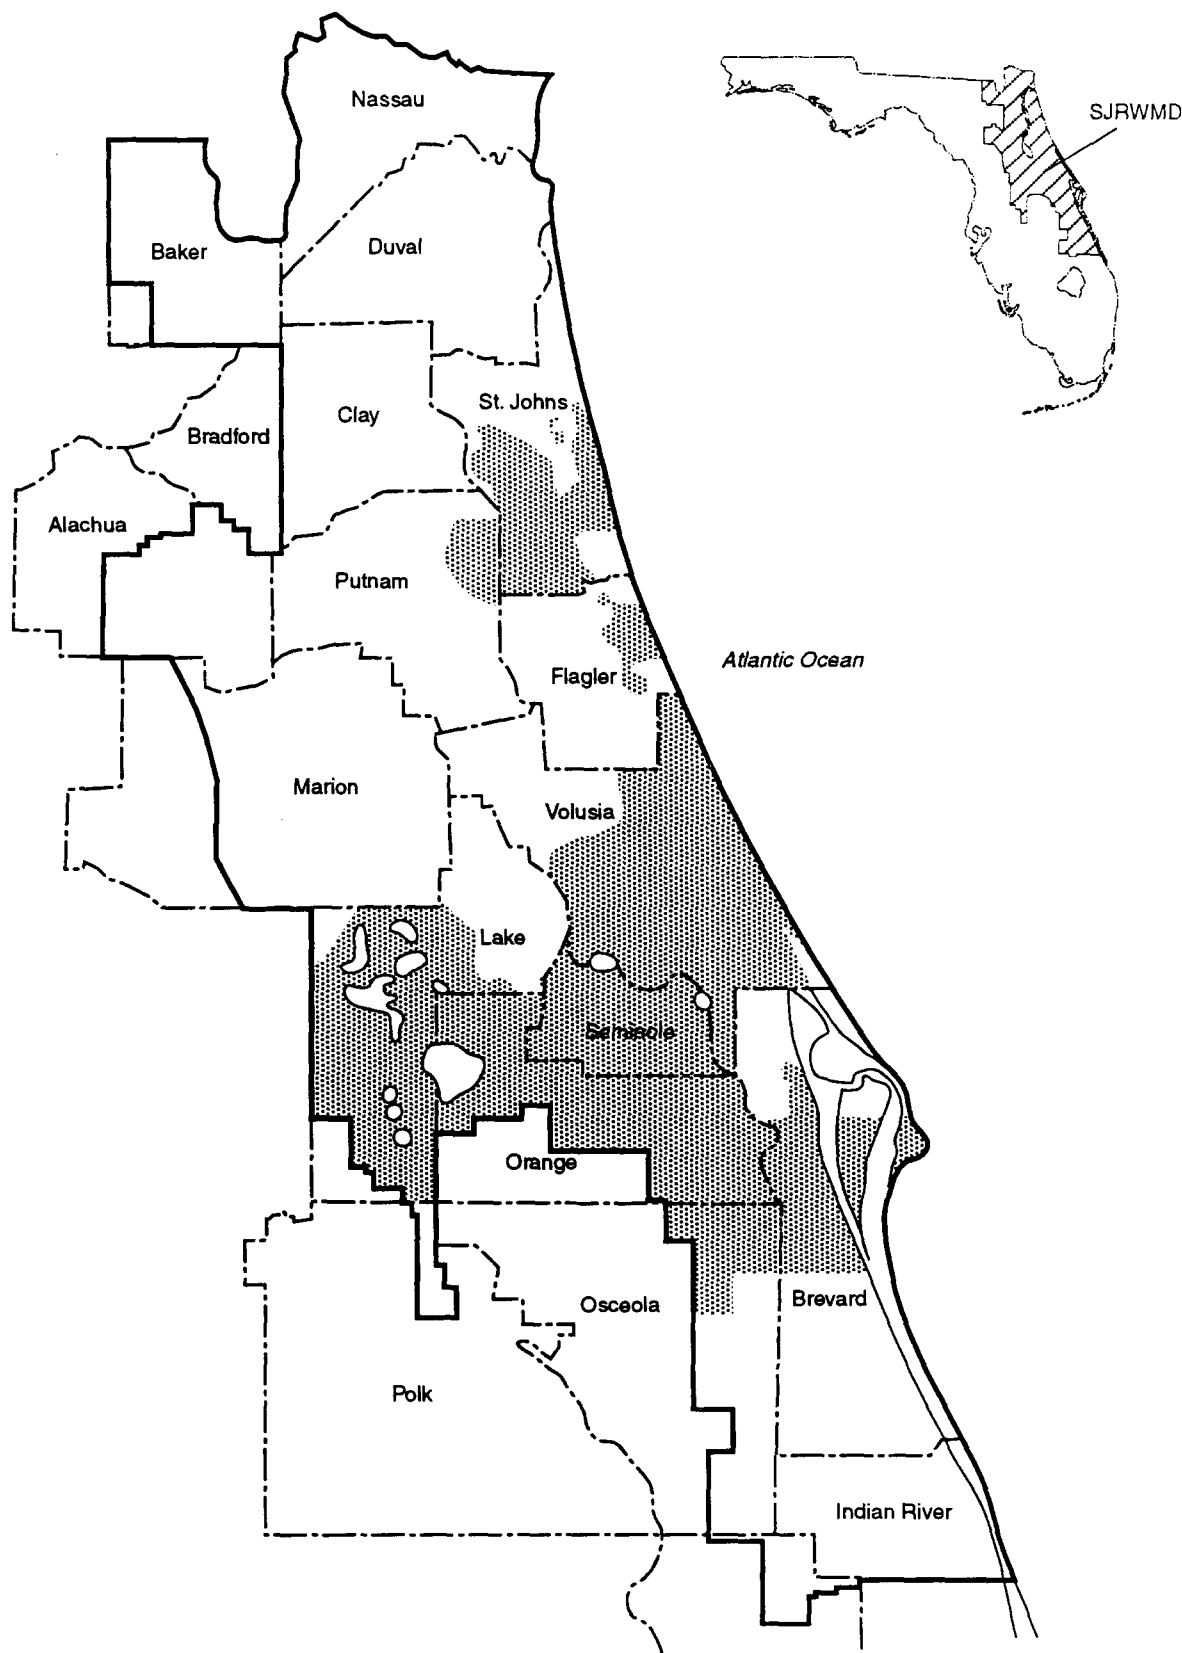 Nassau
SJRWMD
Baker
Duval
St. Johns
Clay
Bradford
Alachua
Putnam
Atlantic Ocean
Flagler
Marion
Volusia
Lake
Seminole
Orange
Brevard
Osceola
Polk
Indian River